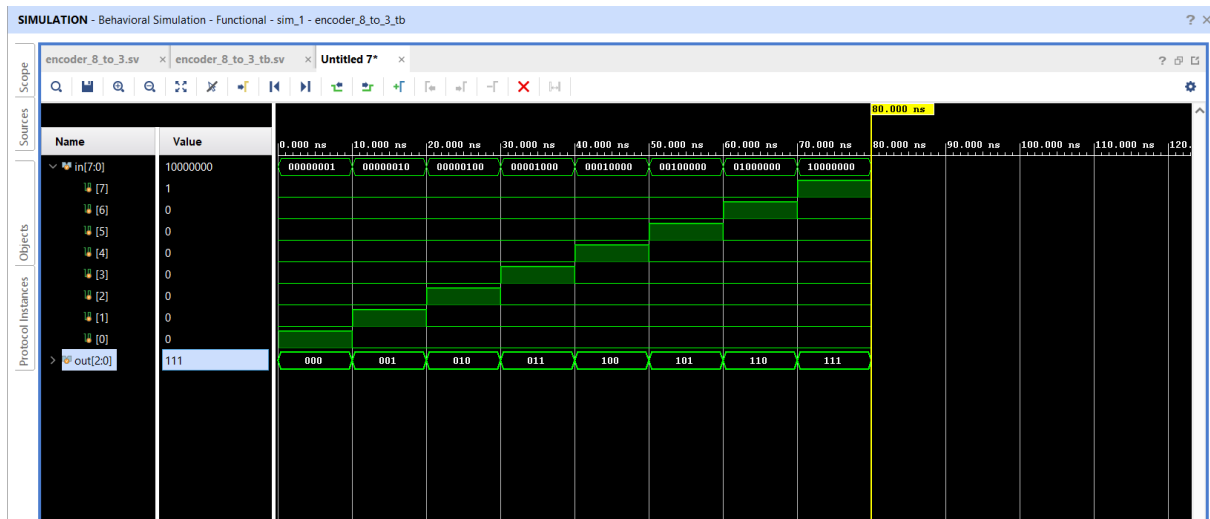 SIMULATION - Behavioral Simulation - Functional - sim_1 - encoder_8_to_3_tb
? ×
Scope
Sources
Objects
Protocol Instances
encoder_8_to_3.sv × encoder_8_to_3_tb.sv × Untitled 7* ×
?
80.000 ns
Name Value
0.000 ns 10.000 ns 20.000 ns 30.000 ns 40.000 ns 50.000 ns 60.000 ns 70.000 ns 80.000 ns 90.000 ns 100.000 ns 110.000 ns 120.
in[7:0] 10000000 00000001 00000010 00000100 00001000 00010000 00100000 01000000 10000000
[7] 1
[6] 0
[5] 0
[4] 0
[3] 0
[2] 0
[1] 0
[0] 0
out[2:0] 111 000 001 010 011 100 101 110 111